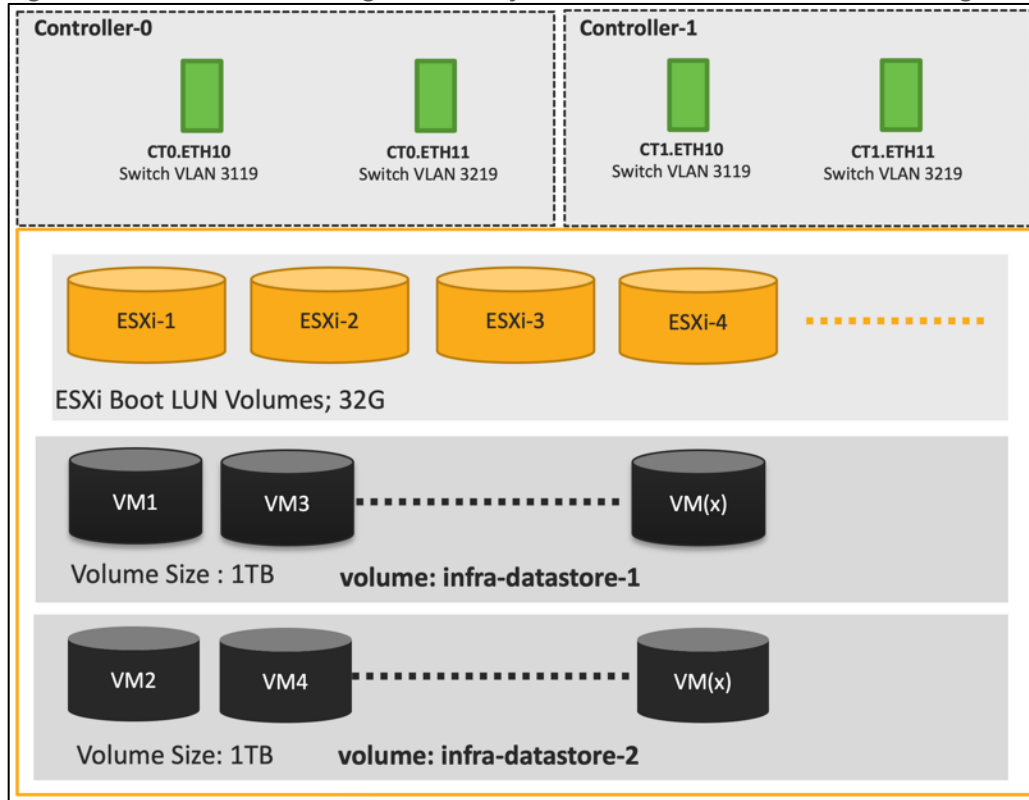 Controller-0
Controller-1
CT0.ETH10
Switch VLAN 3119
CT0.ETH11
Switch VLAN 3219
CT1.ETH10
Switch VLAN 3119
CT1.ETH11
Switch VLAN 3219
ESXi-1
ESXi-2
ESXi-3
ESXi-4
ESXi Boot LUN Volumes; 32G
VM1
VM3
VM(x)
Volume Size : 1TB
volume: infra-datastore-1
VM2
VM4
VM(x)
Volume Size: 1TB
volume: infra-datastore-2